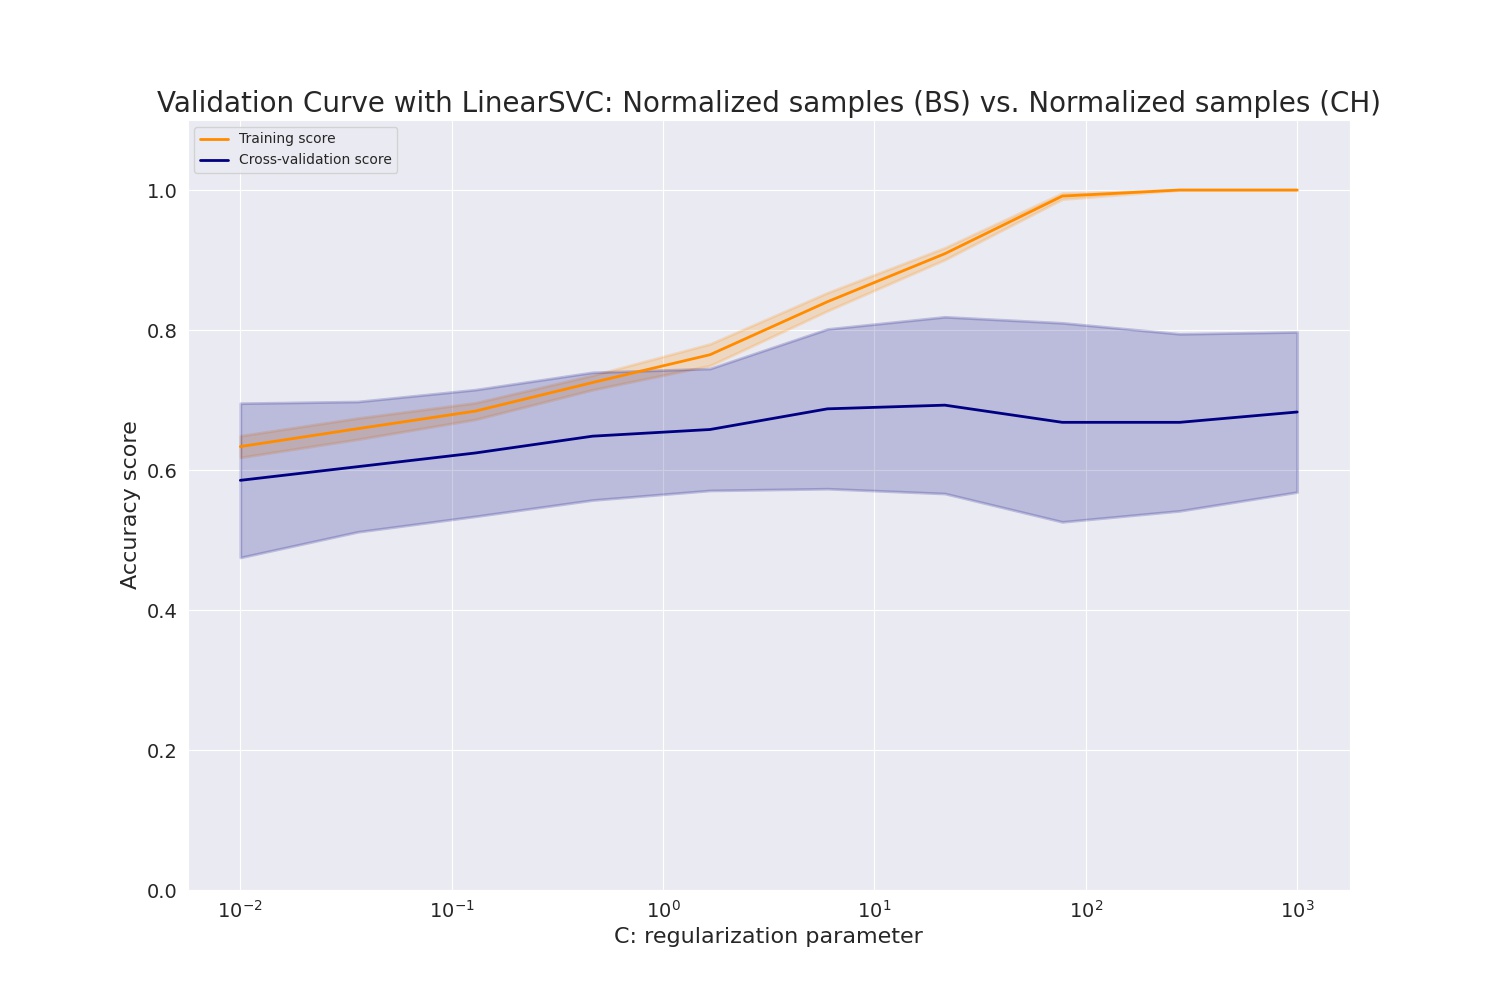 Validation Curve with LinearSVC: Normalized samples (BS) vs. Normalized samples (CH)
Training score
Cross-validation score
1.0
0.8
0.6
0.4
0.2
0.0
Accuracy score
10⁻² 10⁻¹ 10⁰ 10¹ 10² 10³
C: regularization parameter